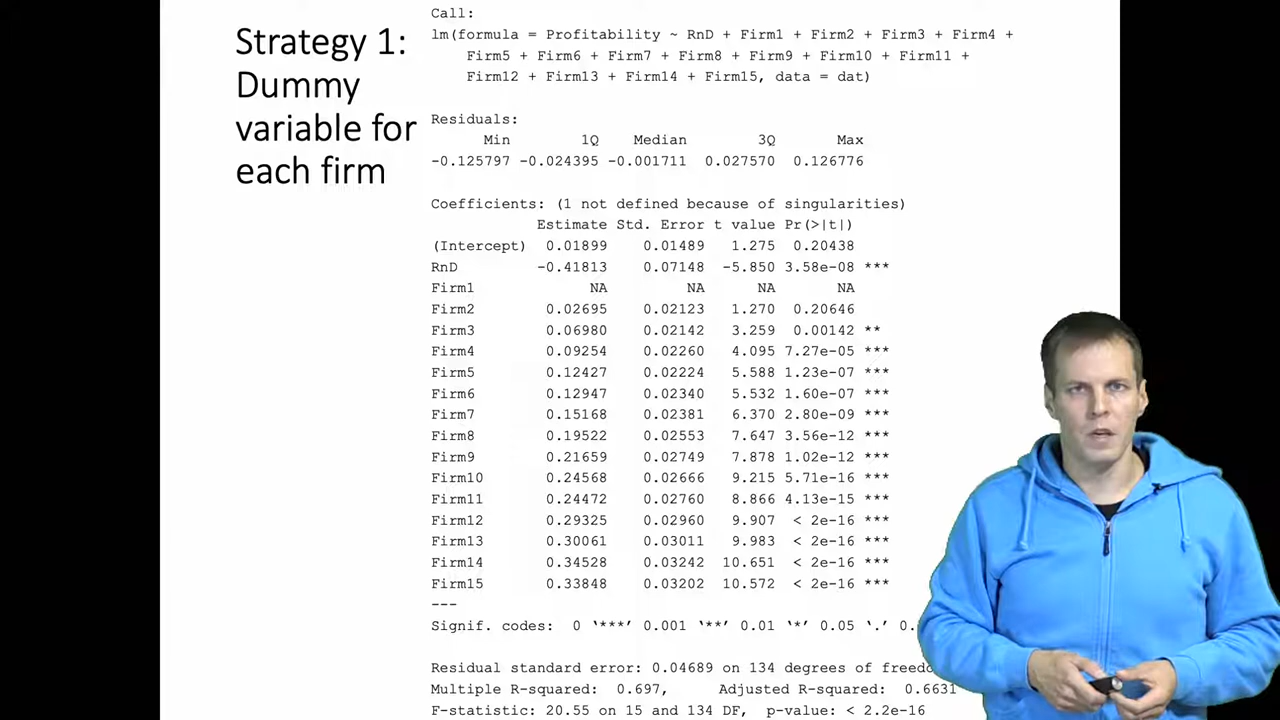 Strategy 1:
Dummy
variable for
each firm
Call:
lm(formula = Profitability ~ RnD + Firm1 + Firm2 + Firm3 + Firm4 +
Firm5 + Firm6 + Firm7 + Firm8 + Firm9 + Firm10 + Firm11 +
Firm12 + Firm13 + Firm14 + Firm15, data = dat)
Residuals:
Min 1Q Median 3Q Max
-0.125797 -0.024395 -0.001711 0.027570 0.126776
Coefficients: (1 not defined because of singularities)
Estimate Std. Error t value Pr(>|t|)
(Intercept) 0.01899 0.01489 1.275 0.20438
RnD -0.41813 0.07148 -5.850 3.58e-08 ***
Firm1 NA NA NA NA
Firm2 0.02695 0.02123 1.270 0.20646
Firm3 0.06980 0.02142 3.259 0.00142 **
Firm4 0.09254 0.02260 4.095 7.27e-05 ***
Firm5 0.12427 0.02224 5.588 1.23e-07 ***
Firm6 0.12947 0.02340 5.532 1.60e-07 ***
Firm7 0.15168 0.02381 6.370 2.80e-09 ***
Firm8 0.19522 0.02553 7.647 3.56e-12 ***
Firm9 0.21659 0.02749 7.878 1.02e-12 ***
Firm10 0.24568 0.02666 9.215 5.71e-16 ***
Firm11 0.24472 0.02760 8.866 4.13e-15 ***
Firm12 0.29325 0.02960 9.907 < 2e-16 ***
Firm13 0.30061 0.03011 9.983 < 2e-16 ***
Firm14 0.34528 0.03242 10.651 < 2e-16 ***
Firm15 0.33848 0.03202 10.572 < 2e-16 ***
---
Signif. codes: 0 ‘***’ 0.001 ‘**’ 0.01 ‘*’ 0.05 ‘.’ 0.
Residual standard error: 0.04689 on 134 degrees of freed
Multiple R-squared: 0.697, Adjusted R-squared: 0.6631
F-statistic: 20.55 on 15 and 134 DF, p-value: < 2.2e-16